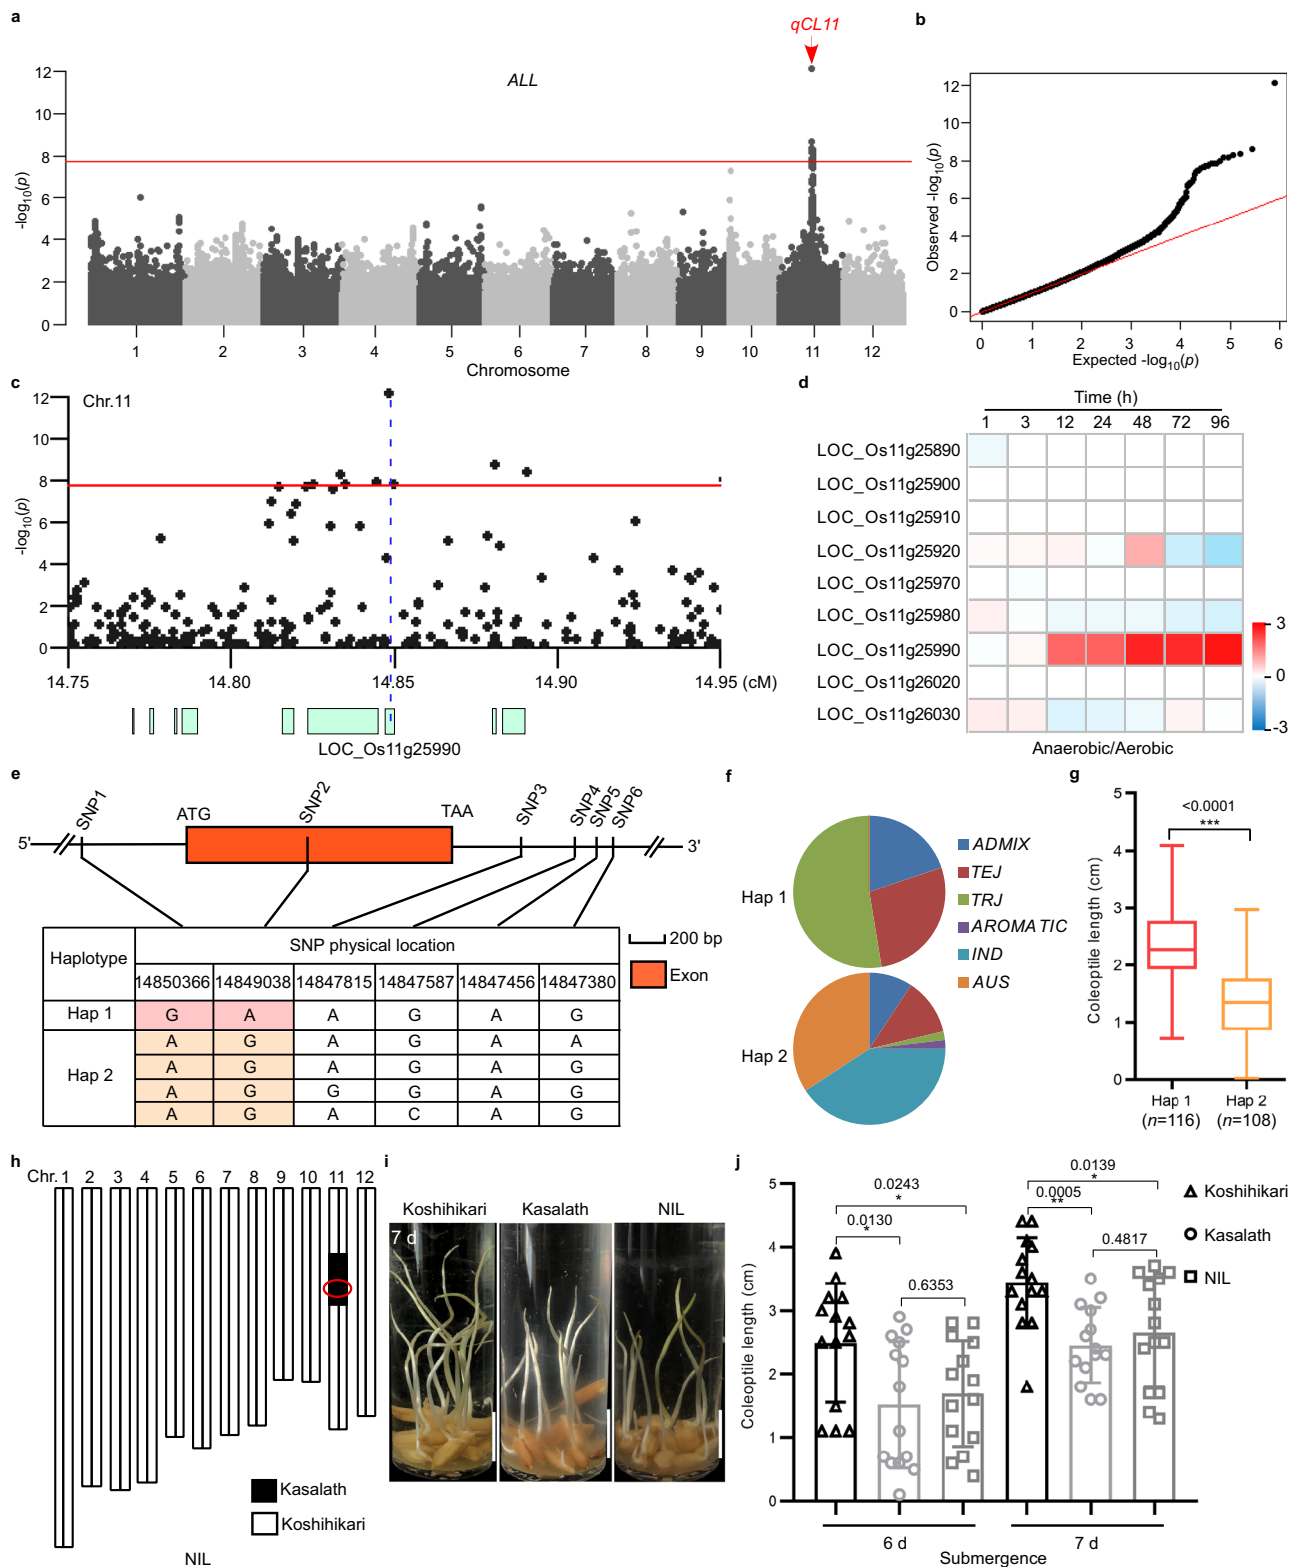 a
qCL11
ALL
12
10
8
6
4
2
0
-log10(p)
1 2 3 4 5 6 7 8 9 10 11 12
Chromosome
b
12
10
8
6
4
2
0
Observed -log10(p)
0 1 2 3 4 5 6
Expected -log10(p)
c
Chr.11
12
10
8
6
4
2
0
-log10(p)
14.75 14.80 14.85 14.90 14.95 (cM)
LOC_Os11g25990
d
Time (h)
1 3 12 24 48 72 96
LOC_Os11g25890
LOC_Os11g25900
LOC_Os11g25910
LOC_Os11g25920
LOC_Os11g25970
LOC_Os11g25980
LOC_Os11g25990
LOC_Os11g26020
LOC_Os11g26030
3
0
-3
Anaerobic/Aerobic
e
SNP1 ATG SNP2 TAA SNP3 SNP4 SNP5 SNP6
5' 3'
200 bp
Exon
Haplotype SNP physical location
14850366 14849038 14847815 14847587 14847456 14847380
Hap 1 G A A G A G
Hap 2
A G A G A A
A G A G A G
A G G G A G
A G A C A G
f
Hap 1
Hap 2
ADMIX
TEJ
TRJ
AROMATIC
IND
AUS
g
<0.0001
***
5
4
3
2
1
0
Coleoptile length (cm)
Hap 1 Hap 2
(n=116) (n=108)
h
Chr. 1 2 3 4 5 6 7 8 9 10 11 12
Kasalath
Koshihikari
NIL
i
Koshihikari Kasalath NIL
7 d
j
5
4
3
2
1
0
Coleoptile length (cm)
0.0243
*
0.0130
*
0.6353
0.0139
*
0.0005
**
0.4817
Koshihikari
Kasalath
NIL
6 d 7 d
Submergence